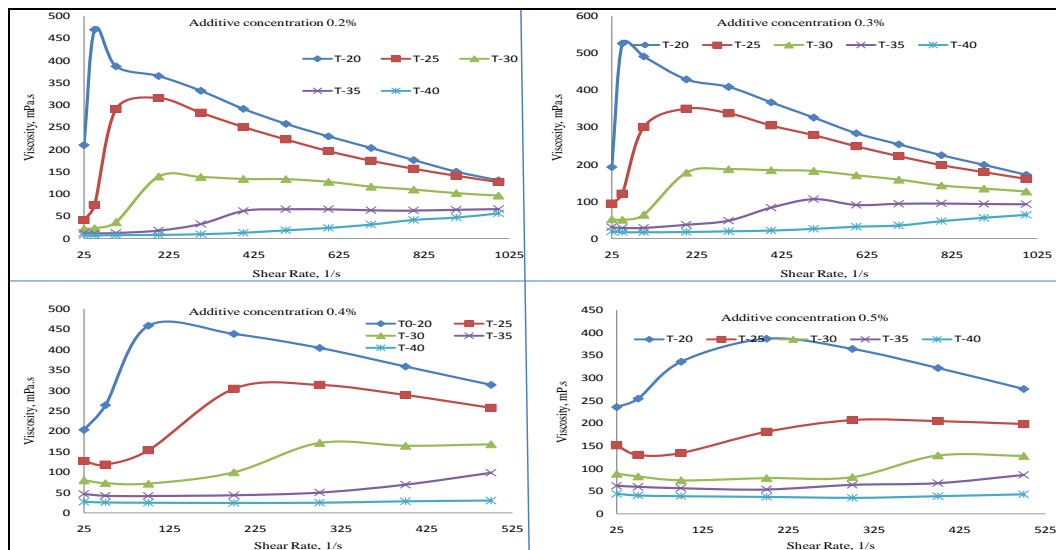 Additive concentration 0.2%
T-20 T-25 T-30
T-35 T-40
Viscosity, mPa.s
500
450
400
350
300
250
200
150
100
50
0
25 225 425 625 825 1025
Shear Rate, 1/s
Additive concentration 0.3%
T-20 T-25 T-30 T-35 T-40
Viscosity, mPa.s
600
500
400
300
200
100
0
25 225 425 625 825 1025
Shear Rate, 1/s
Additive concentration 0.4%
T0-20 T-25
T-30 T-35
T-40
Viscosity, mPa.s
500
450
400
350
300
250
200
150
100
50
0
25 125 225 325 425 525
Shear Rate, 1/s
Additive concentration 0.5%
T-20 T-25 T-30 T-35 T-40
Viscosity, mP.s
450
400
350
300
250
200
150
100
50
0
25 125 225 325 425 525
Shear Rate, 1/s